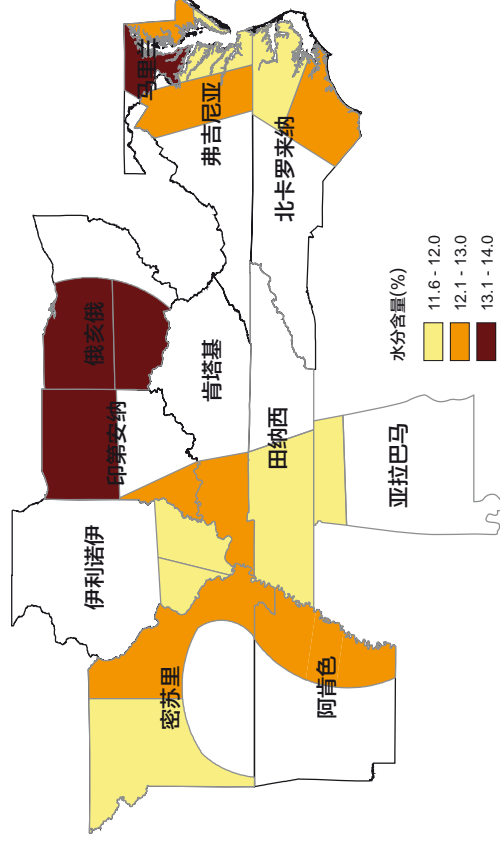 马里兰
弗吉尼亚
北卡罗来纳
俄亥俄
肯塔基
印第安纳
田纳西
亚拉巴马
伊利诺伊
密苏里
阿肯色
水分含量(%)
11.6 - 12.0
12.1 - 13.0
13.1 - 14.0